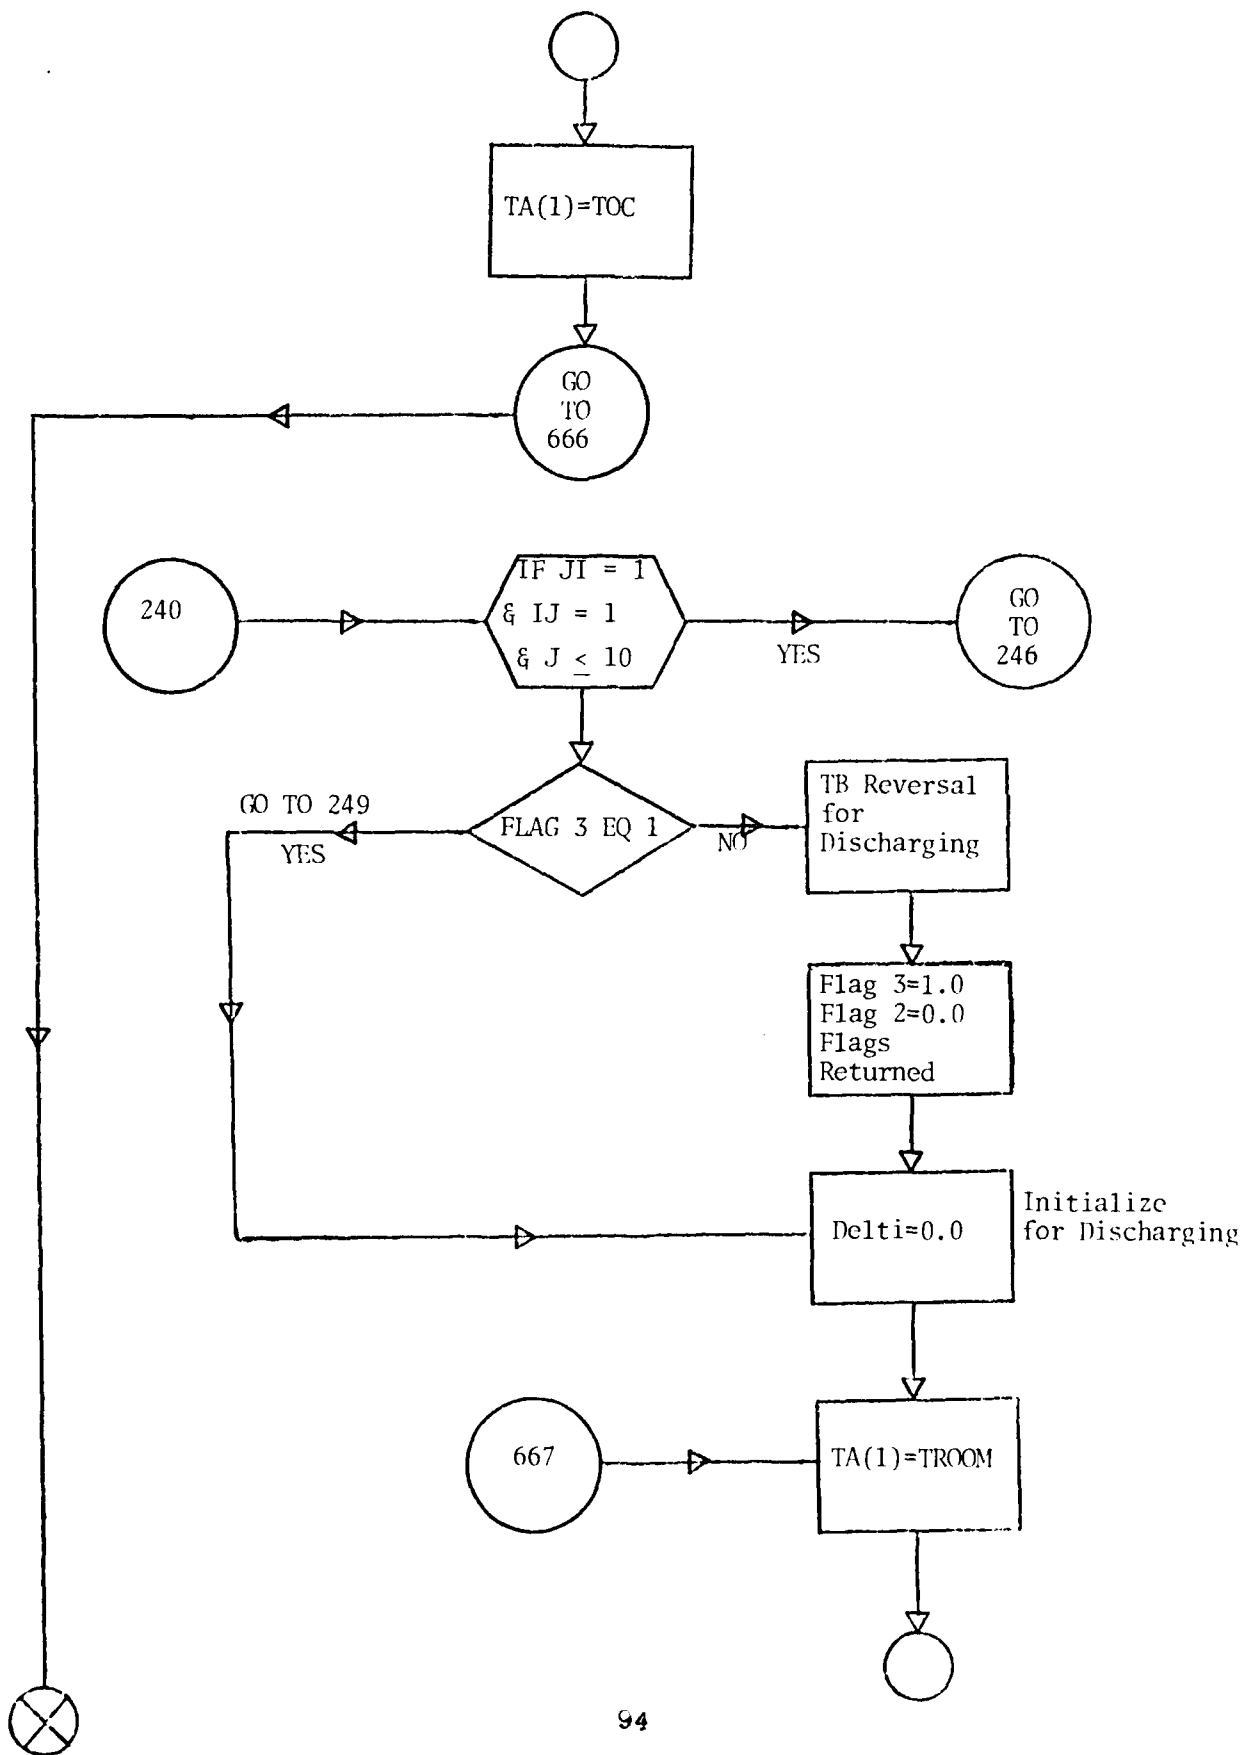 TA(1)=TOC
GO
TO
666
240
IF JI = 1
& IJ = 1
& J ≤ 10
YES
GO
TO
246
GO TO 249
YES
FLAG 3 EQ 1
NO
TB Reversal
for
Discharging
Flag 3=1.0
Flag 2=0.0
Flags
Returned
Delti=0.0
Initialize
for Discharging
667
TA(1)=TROOM
94